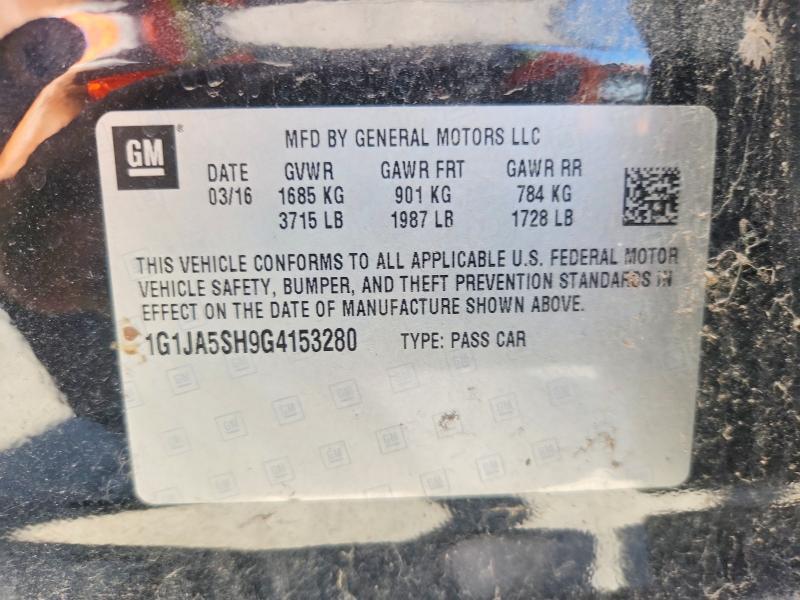 GM
MFD BY GENERAL MOTORS LLC
DATE GVWR GAWR FRT GAWR RR
03/16 1685 KG 901 KG 784 KG
3715 LB 1987 LB 1728 LB
THIS VEHICLE CONFORMS TO ALL APPLICABLE U.S. FEDERAL MOTOR
VEHICLE SAFETY, BUMPER, AND THEFT PREVENTION STANDARDS IN
EFFECT ON THE DATE OF MANUFACTURE SHOWN ABOVE.
1G1JA5SH9G4153280 TYPE: PASS CAR